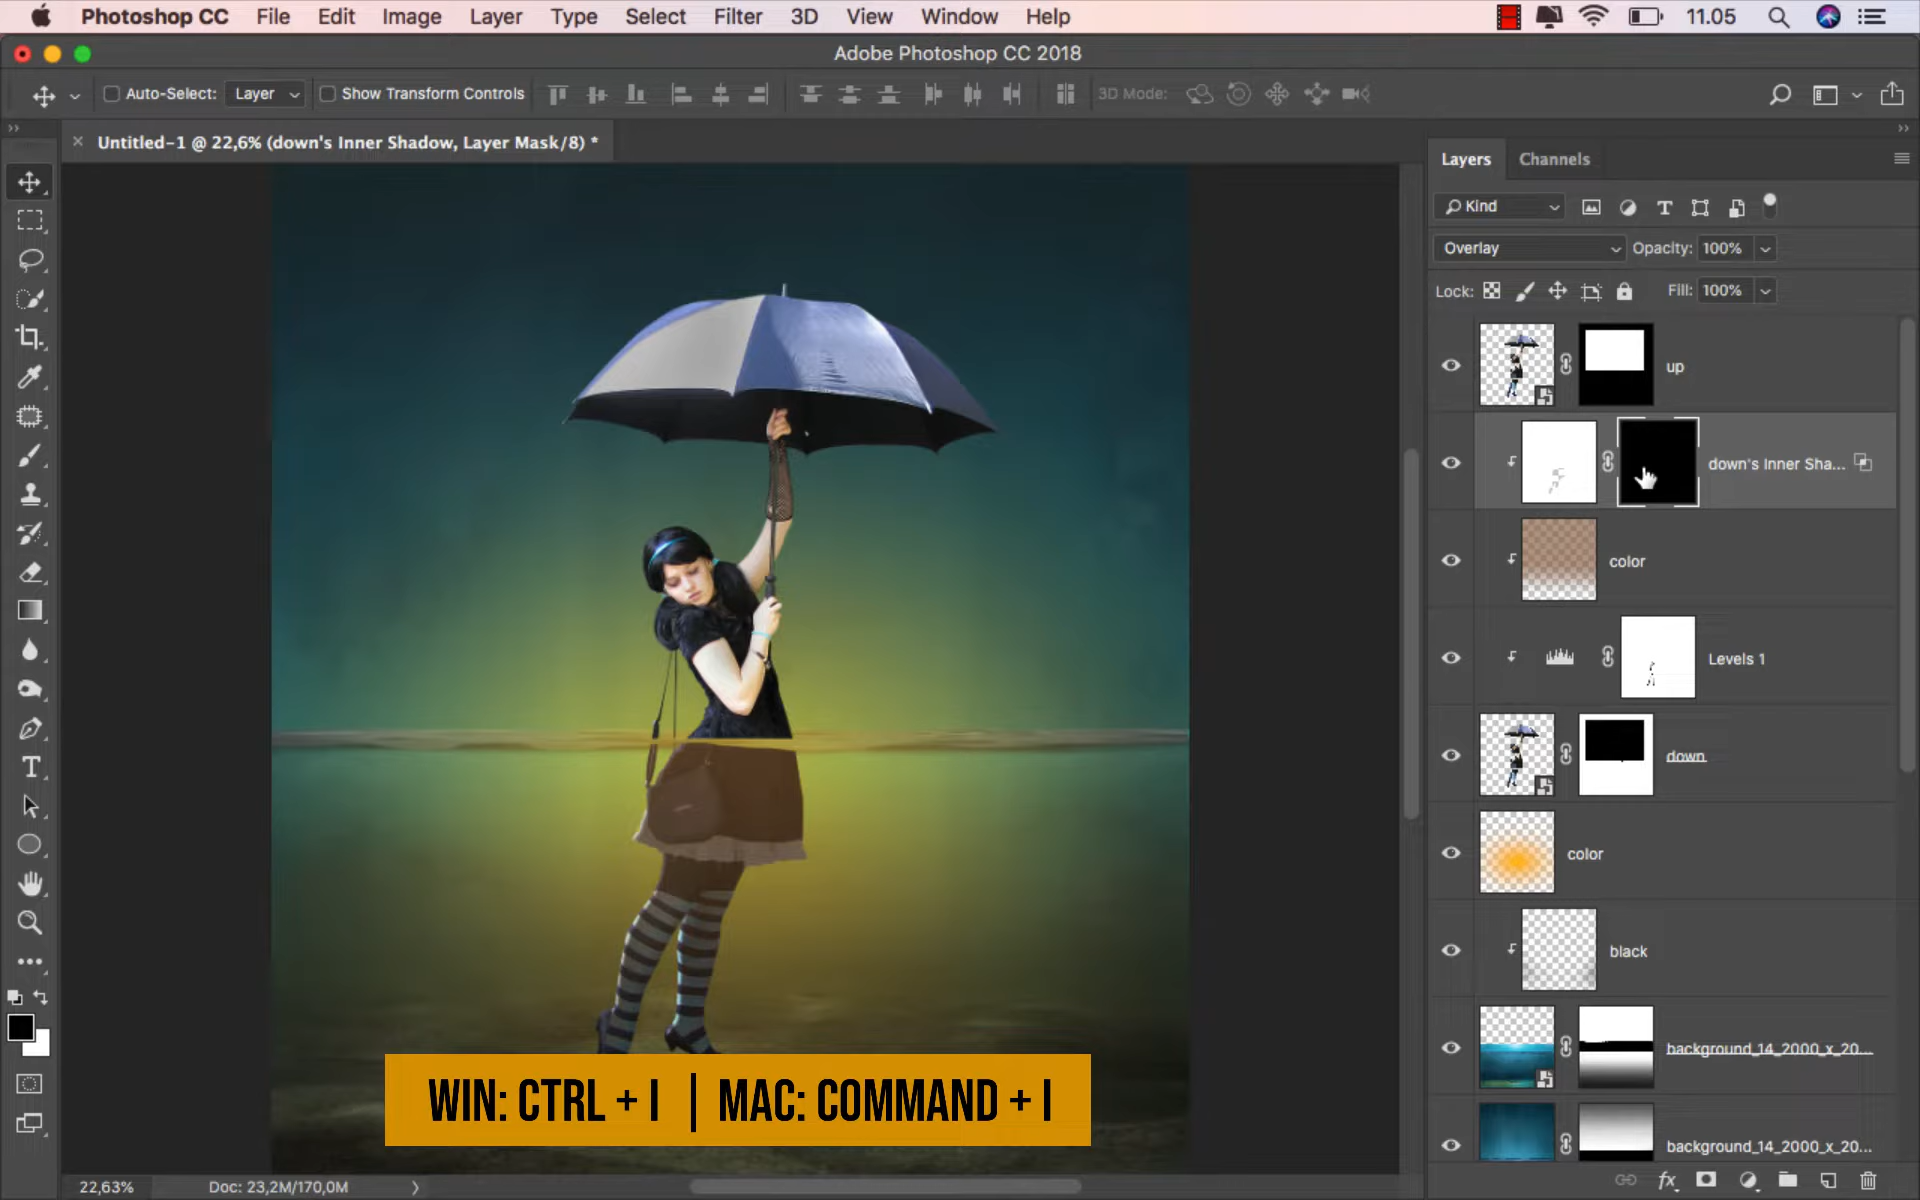 Photoshop CC File Edit Image Layer Type Select Filter 3D View Window Help 11.05
Adobe Photoshop CC 2018
Auto-Select: Layer Show Transform Controls 3D Mode:
Untitled-1 @ 22,6% (down's Inner Shadow, Layer Mask/8) *
Layers Channels
Kind
Overlay Opacity: 100%
Lock: Fill: 100%
up
down's Inner Sha...
color
Levels 1
down
color
black
background_14_2000_x_20...
background_14_2000_x_20...
WIN: CTRL + I | MAC: COMMAND + I
22,63% Doc: 23,2M/170,0M